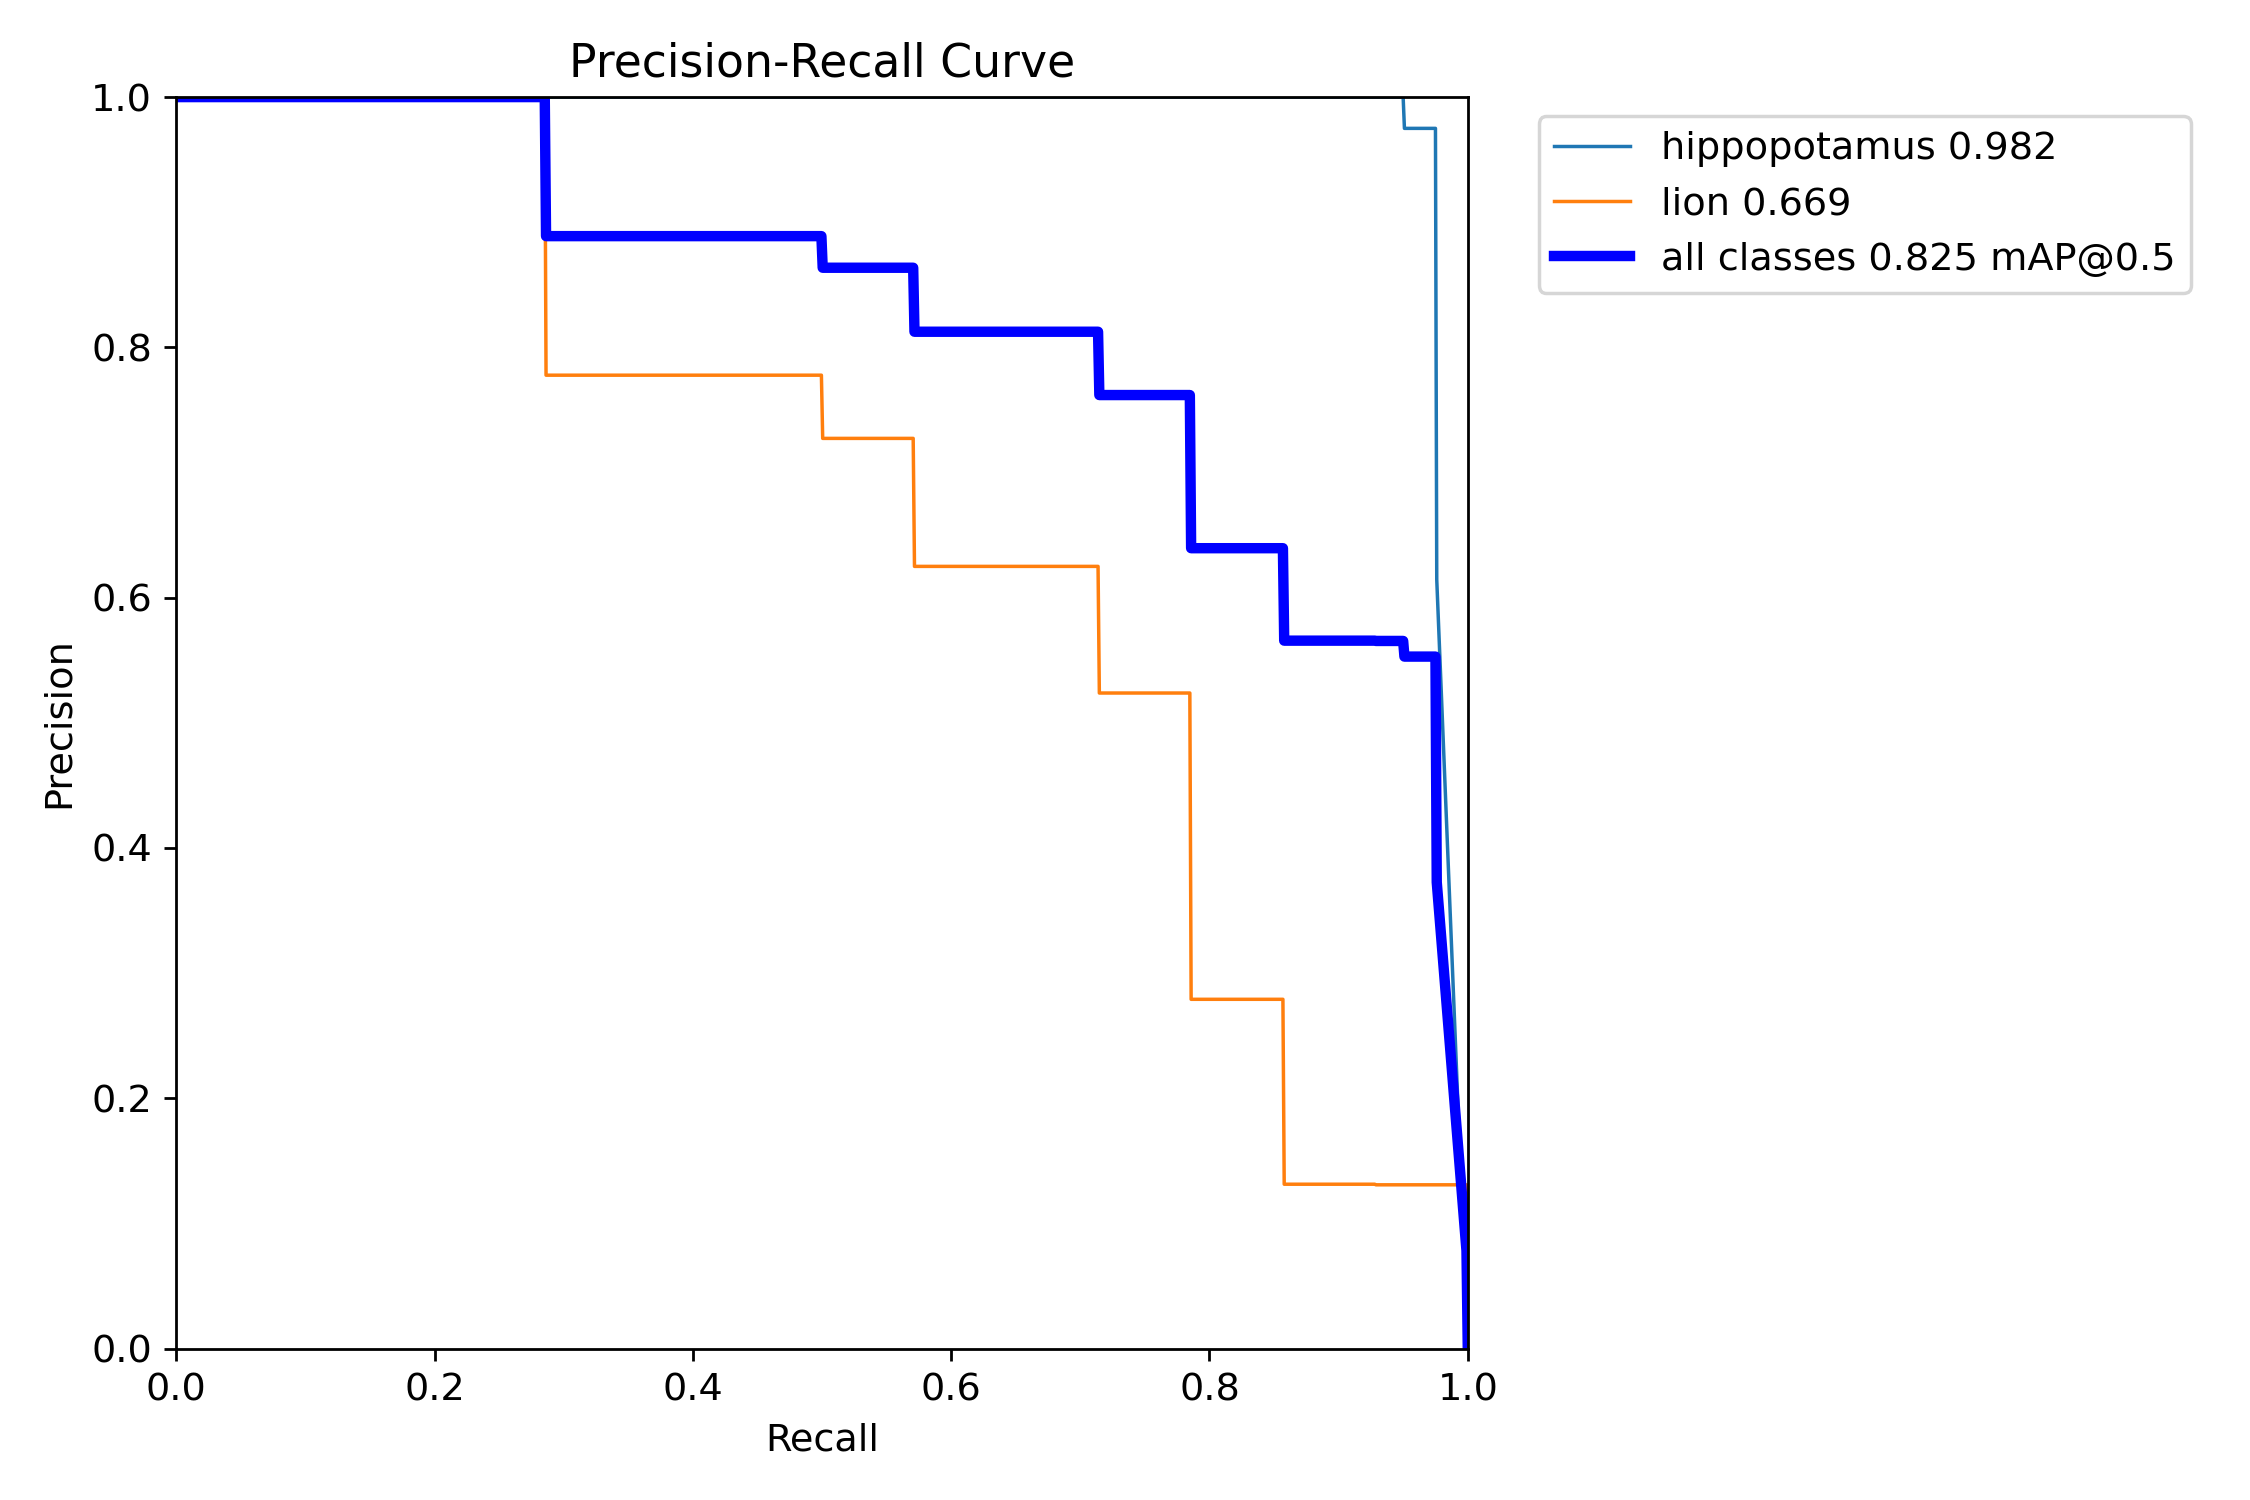 Precision-Recall Curve
1.0
0.8
0.6
0.4
0.2
0.0
Precision
0.0 0.2 0.4 0.6 0.8 1.0
Recall
hippopotamus 0.982
lion 0.669
all classes 0.825 mAP@0.5